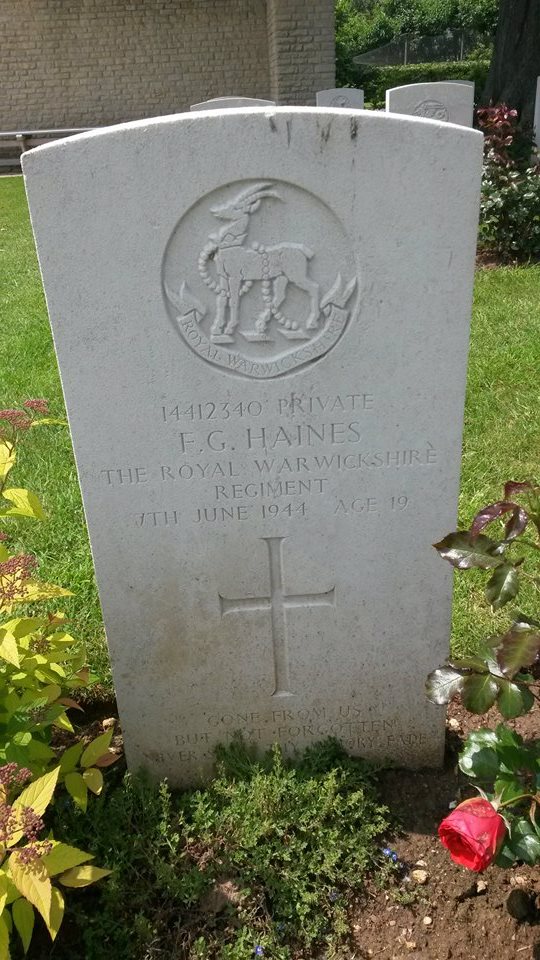 ROYAL WARWICKSHIRE
14412340 PRIVATE
F.G. HAINES
THE ROYAL WARWICKSHIRE
REGIMENT
7TH JUNE 1944 AGE 19
GONE FROM US
BUT NOT FORGOTTEN
FADE